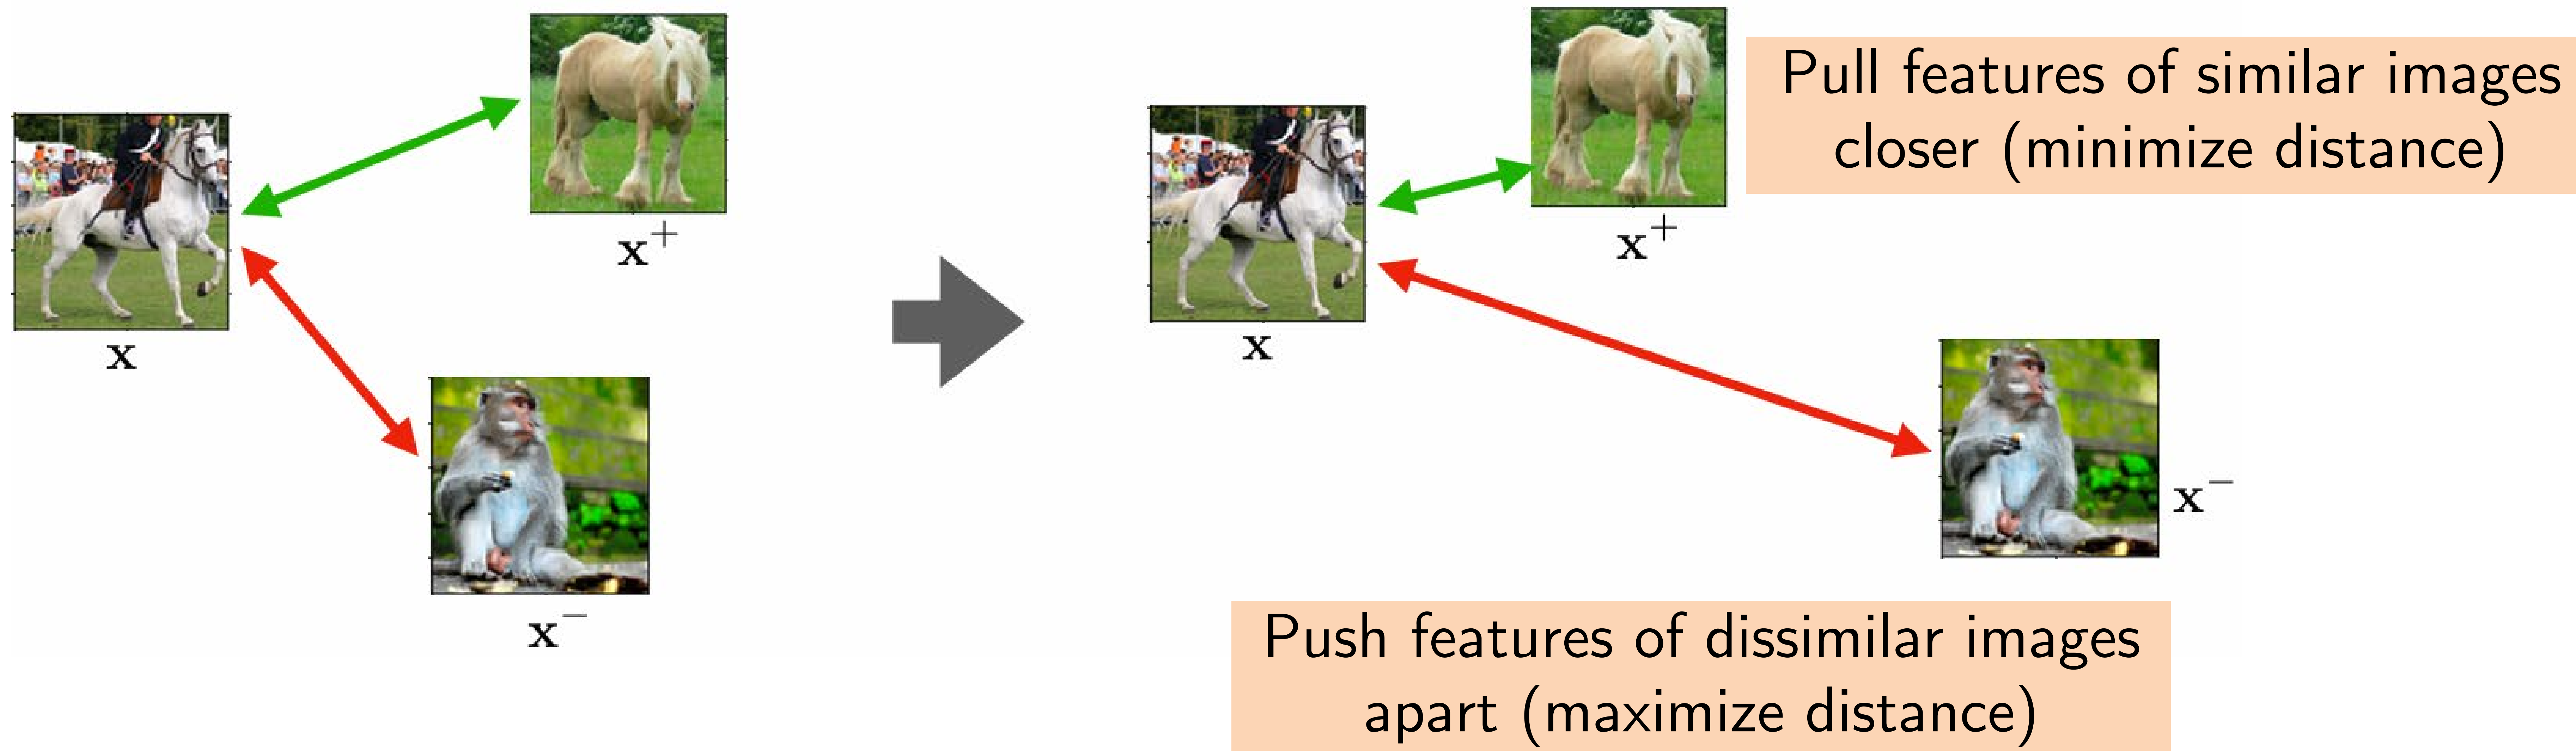 x
x⁺
x⁻
x
x⁺
Pull features of similar images
closer (minimize distance)
x⁻
Push features of dissimilar images
apart (maximize distance)